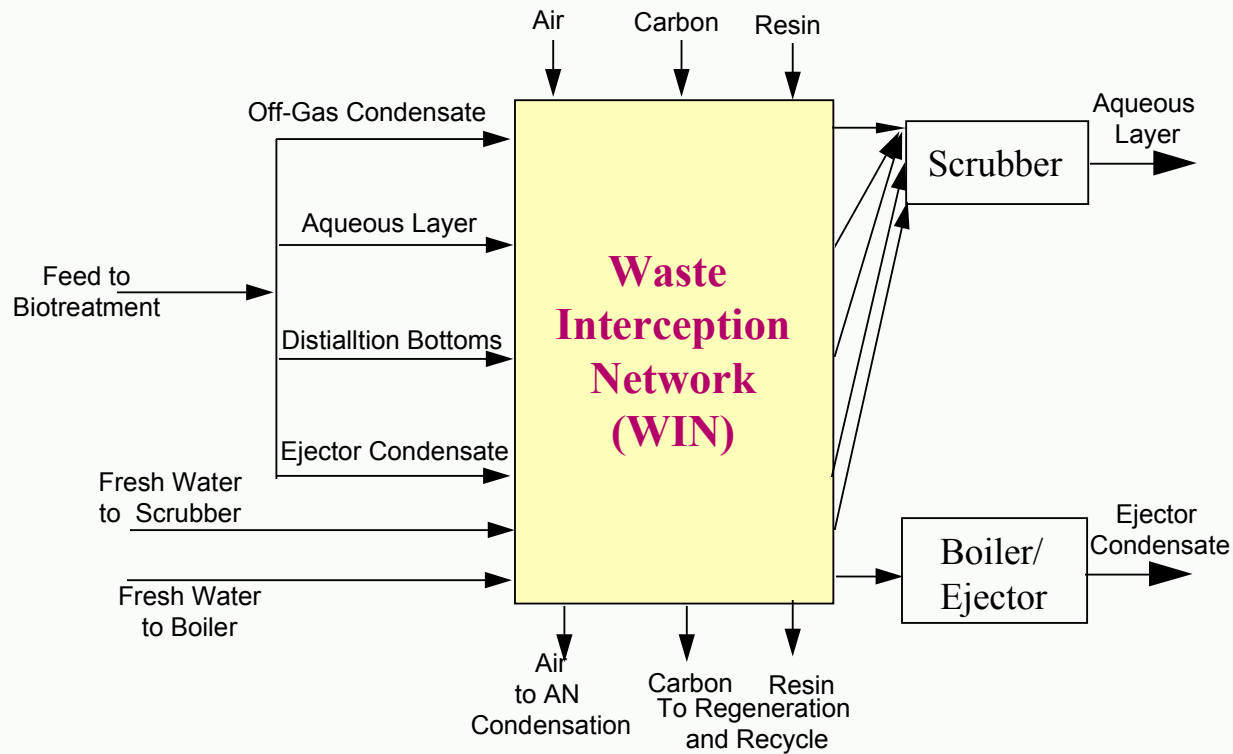 Air
Carbon
Resin
Off-Gas Condensate
Aqueous Layer
Feed to
Biotreatment
Distialltion Bottoms
Ejector Condensate
Fresh Water
to Scrubber
Fresh Water
to Boiler
Waste
Interception
Network
(WIN)
Scrubber
Aqueous
Layer
Boiler/
Ejector
Ejector
Condensate
Air
to AN
Condensation
Carbon
Resin
To Regeneration
and Recycle